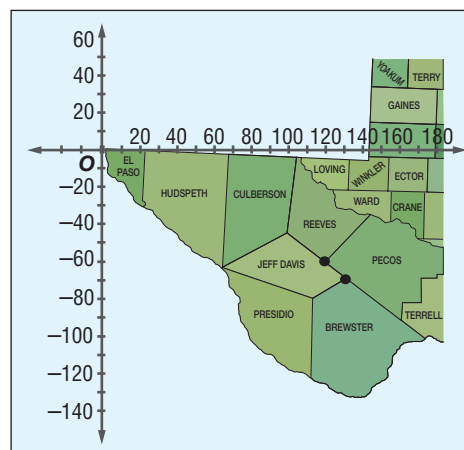 60
40
20
O
20 40 60 80 100 120 140 160 180
−20
−40
−60
−80
−100
−120
−140
YOAKUM
TERRY
GAINES
EL
PASO
HUDSPETH
CULBERSON
LOVING
WINKLER
ECTOR
WARD
CRANE
REEVES
JEFF DAVIS
PECOS
PRESIDIO
BREWSTER
TERRELL